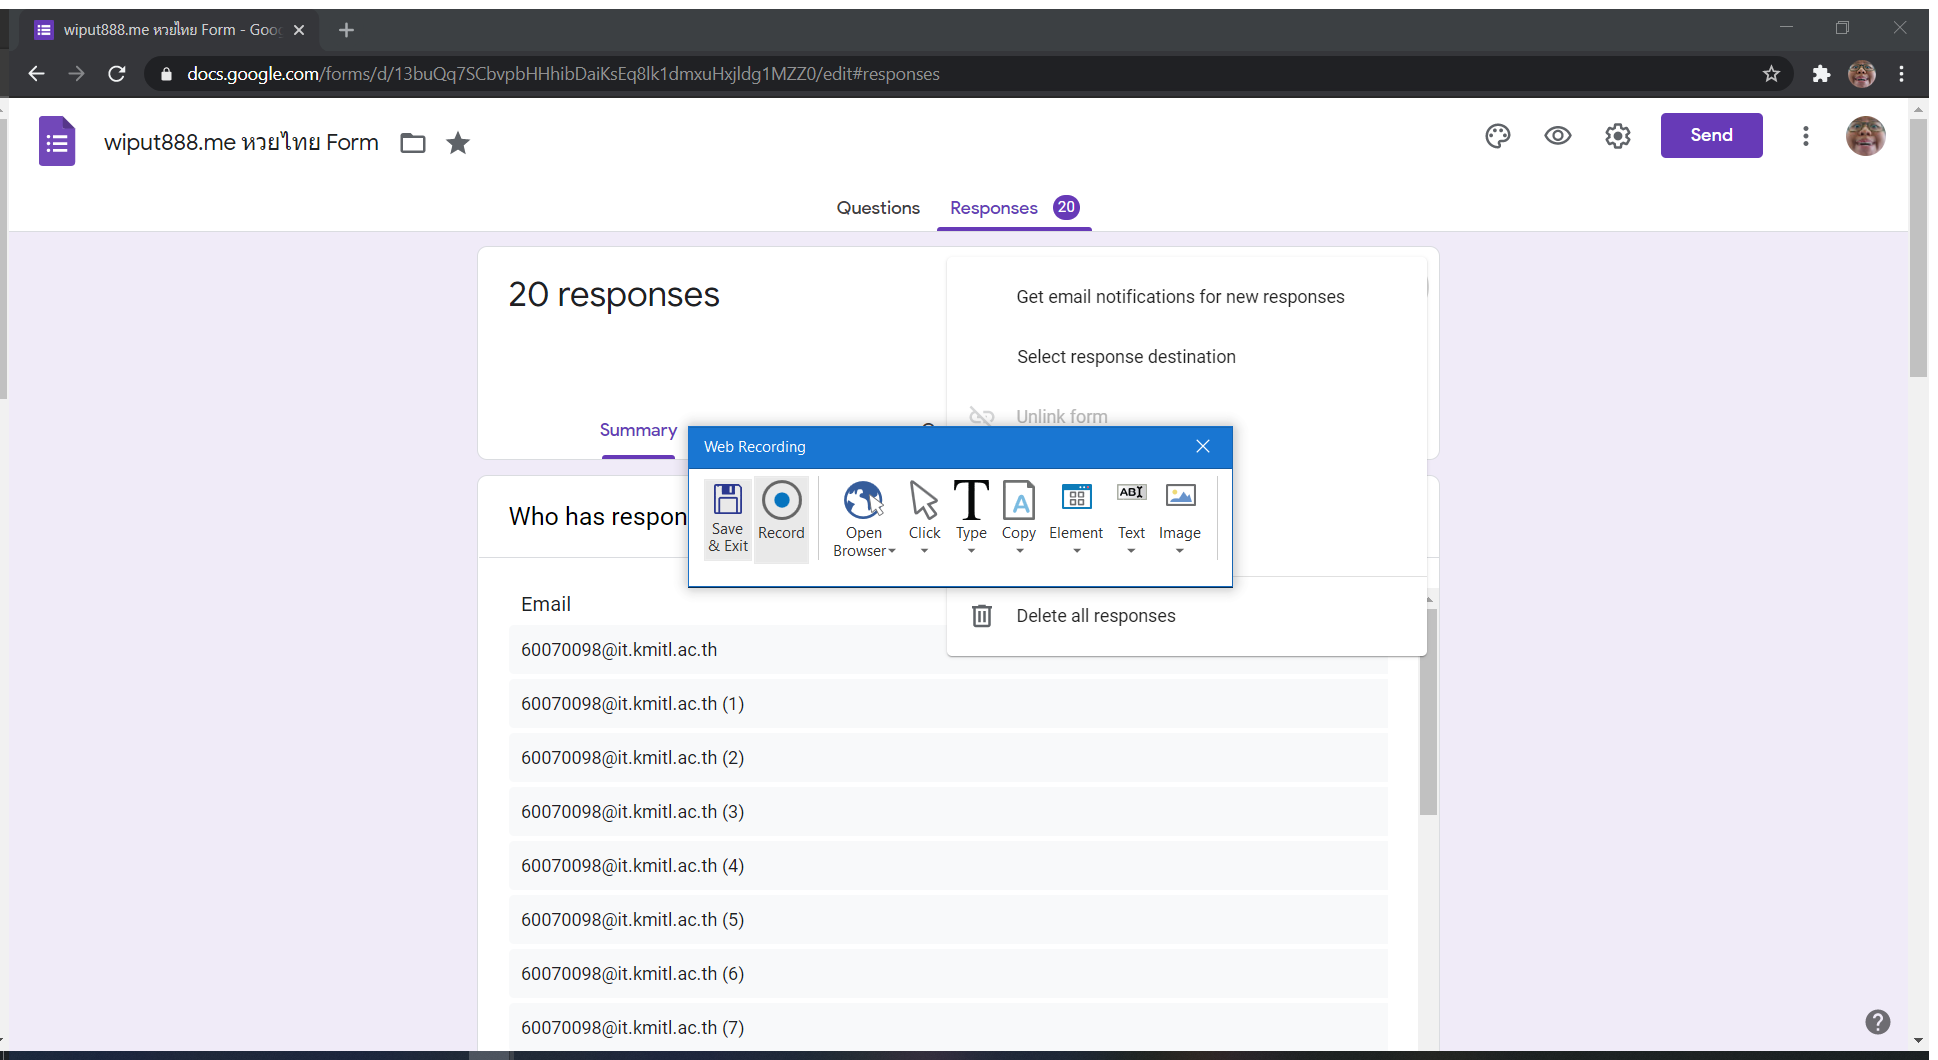 wiput888.me หวยไทย Form - Goo
docs.google.com/forms/d/13buQq7SCbvpbHHhibDaiKsEq8lk1dmxuHxjldg1MZZ0/edit#responses
wiput888.me หวยไทย Form
Send
Questions
Responses 20
20 responses
Get email notifications for new responses
Select response destination
Unlink form
Summary
Web Recording
Who has respon
Save & Exit
Record
Open Browser
Click
Type
Copy
Element
Text
Image
Delete all responses
Email
60070098@it.kmitl.ac.th
60070098@it.kmitl.ac.th (1)
60070098@it.kmitl.ac.th (2)
60070098@it.kmitl.ac.th (3)
60070098@it.kmitl.ac.th (4)
60070098@it.kmitl.ac.th (5)
60070098@it.kmitl.ac.th (6)
60070098@it.kmitl.ac.th (7)